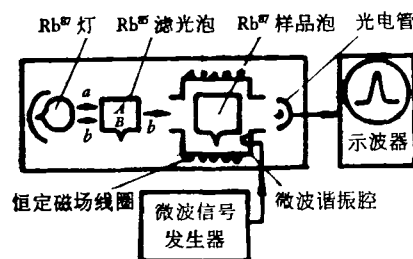 Rb⁸⁷灯
Rb⁸⁵滤光泡
Rb⁸⁷样品泡
光电管
a
b
A
B
b
示波器
恒定磁场线圈
微波谐振腔
微波信号
发生器